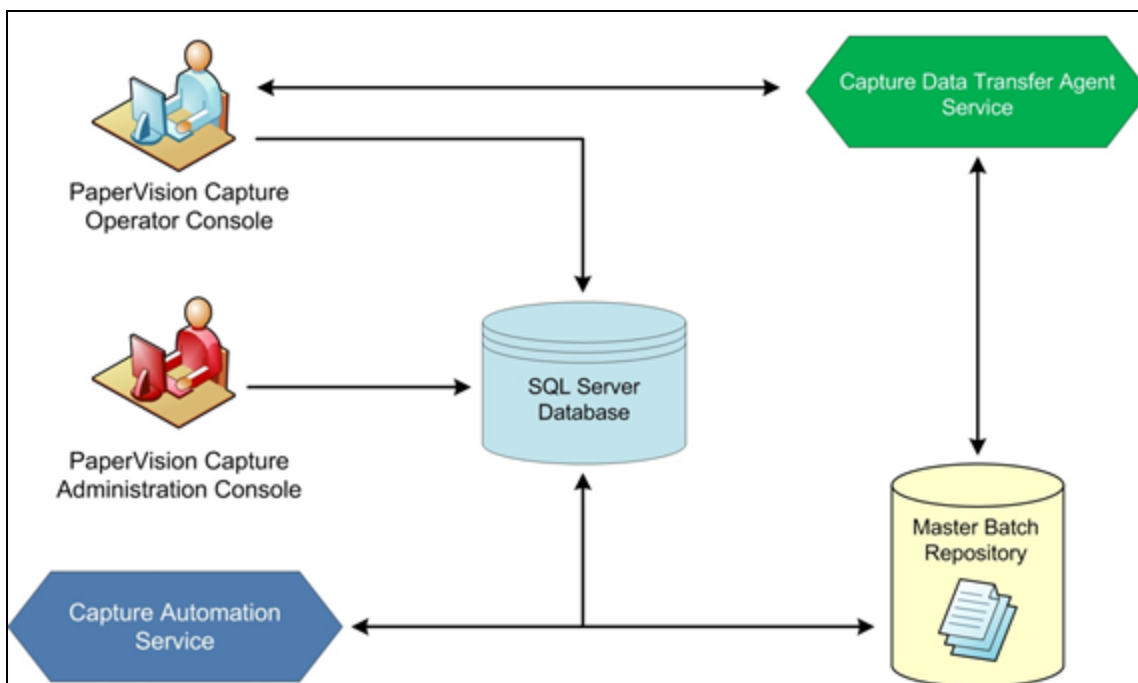 PaperVision Capture
Operator Console
Capture Data Transfer Agent
Service
SQL Server
Database
PaperVision Capture
Administration Console
Master Batch
Repository
Capture Automation
Service